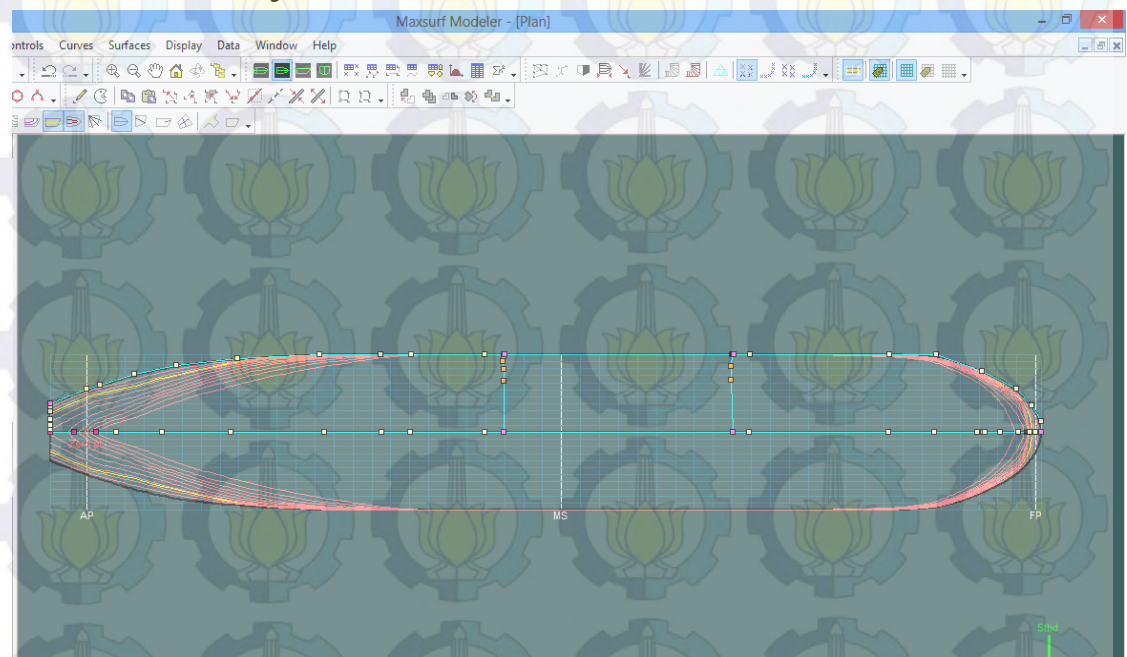 Maxsurf Modeler - [Plan]
ontrols Curves Surfaces Display Data Window Help
AP MS FP
Stbd